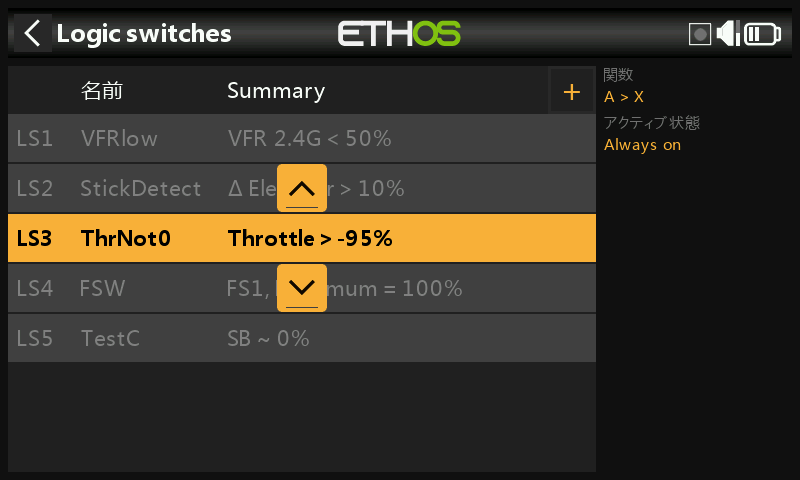 Logic switches
ETHOS
名前 Summary +
LS1 VFRlow VFR 2.4G < 50%
LS2 StickDetect Δ Ele r > 10%
LS3 ThrNot0 Throttle > -95%
LS4 FSW FS1, mum = 100%
LS5 TestC SB ~ 0%
関数
A > X
アクティブ状態
Always on